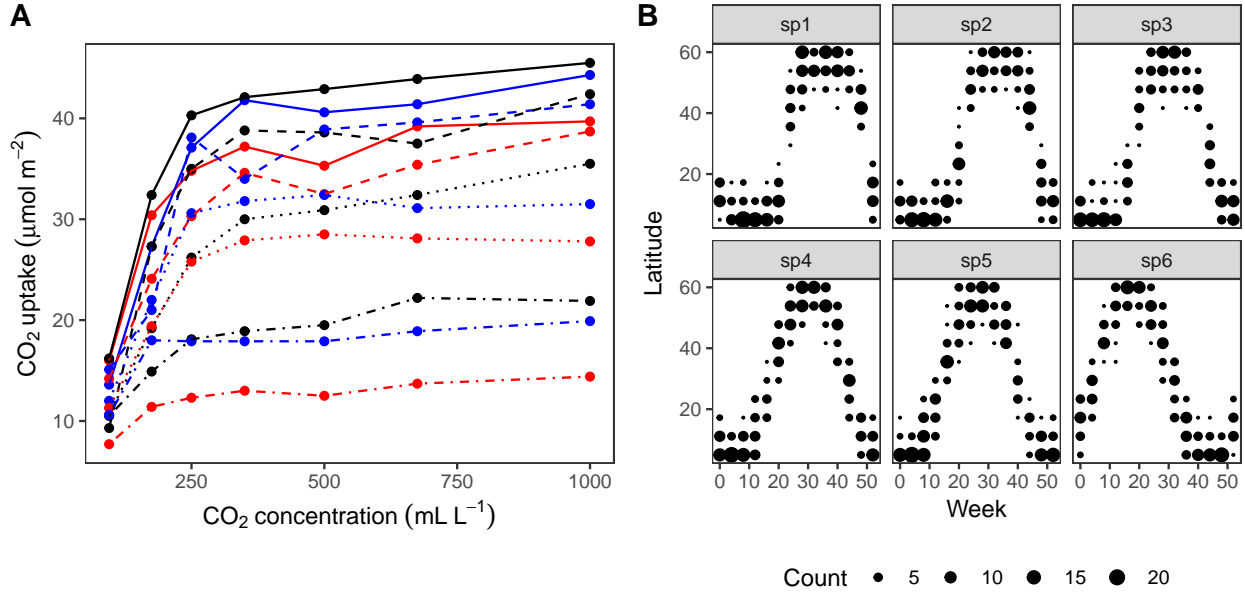 A
CO₂ uptake (μmol m⁻²)
40
30
20
10
250
500
750
1000
CO₂ concentration (mL L⁻¹)
B
sp1
sp2
sp3
Latitude
60
40
20
sp4
sp5
sp6
60
40
20
0 10 20 30 40 50
0 10 20 30 40 50
0 10 20 30 40 50
Week
Count 5 10 15 20